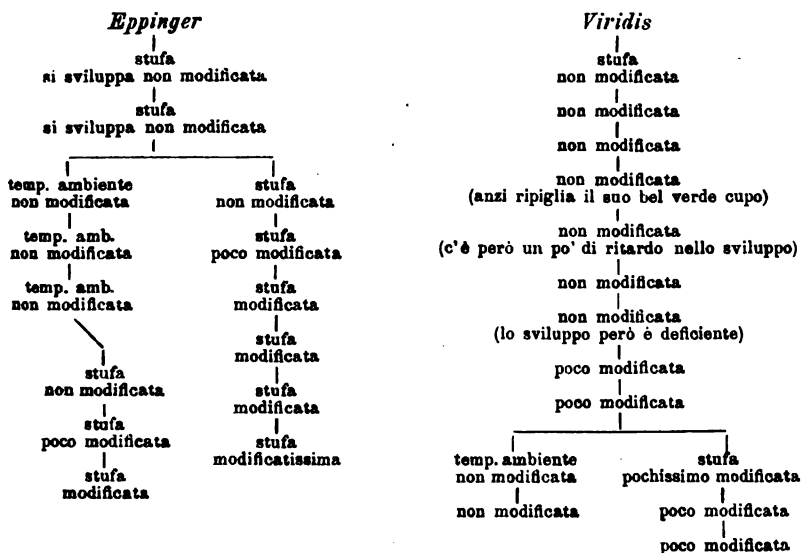 Eppinger
stufa
si sviluppa non modificata
stufa
si sviluppa non modificata
temp. ambiente
non modificata
temp. amb.
non modificata
temp. amb.
non modificata
stufa
non modificata
stufa
poco modificata
stufa
modificata
stufa
non modificata
stufa
poco modificata
stufa
modificata
stufa
modificata
stufa
modificata
stufa
modificatissima
Viridis
stufa
non modificata
non modificata
non modificata
non modificata
(anzi ripiglia il suo bel verde cupo)
non modificata
(c'è però un po' di ritardo nello sviluppo)
non modificata
non modificata
(lo sviluppo però è deficiente)
poco modificata
poco modificata
temp. ambiente
non modificata
non modificata
stufa
pochissimo modificata
poco modificata
poco modificata